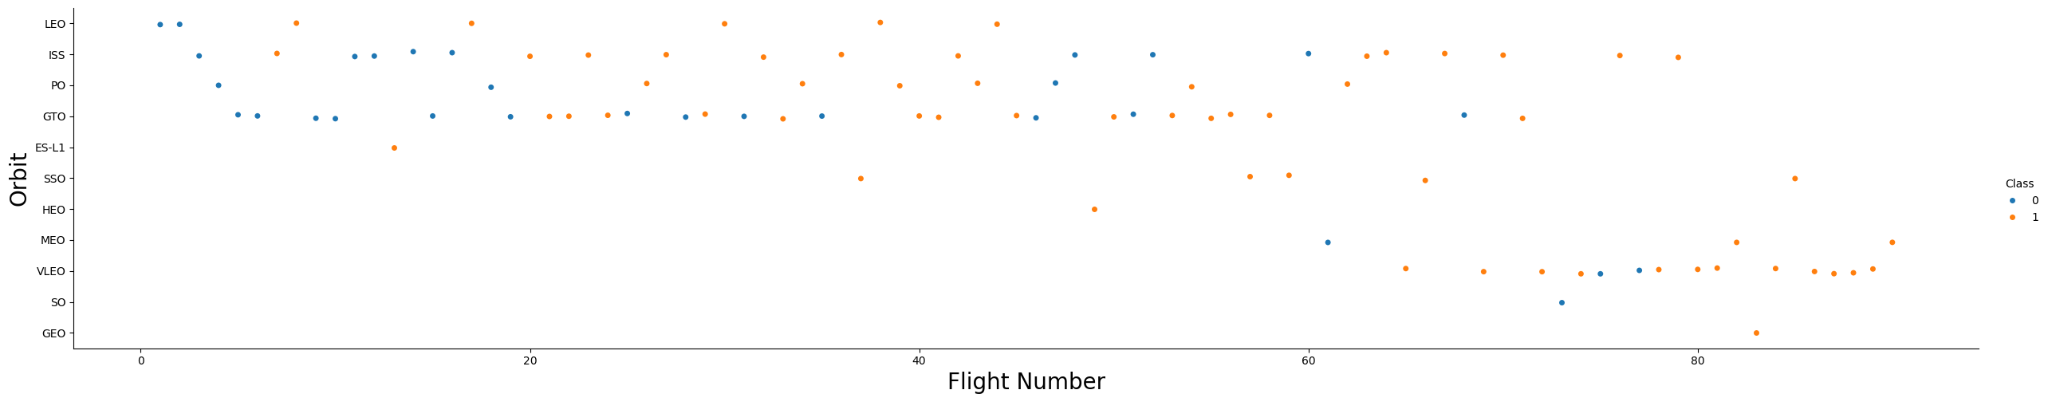 LEO
ISS
PO
GTO
ES-L1
SSO
HEO
MEO
VLEO
SO
GEO
Orbit
0 20 40 60 80
Flight Number
Class
0
1